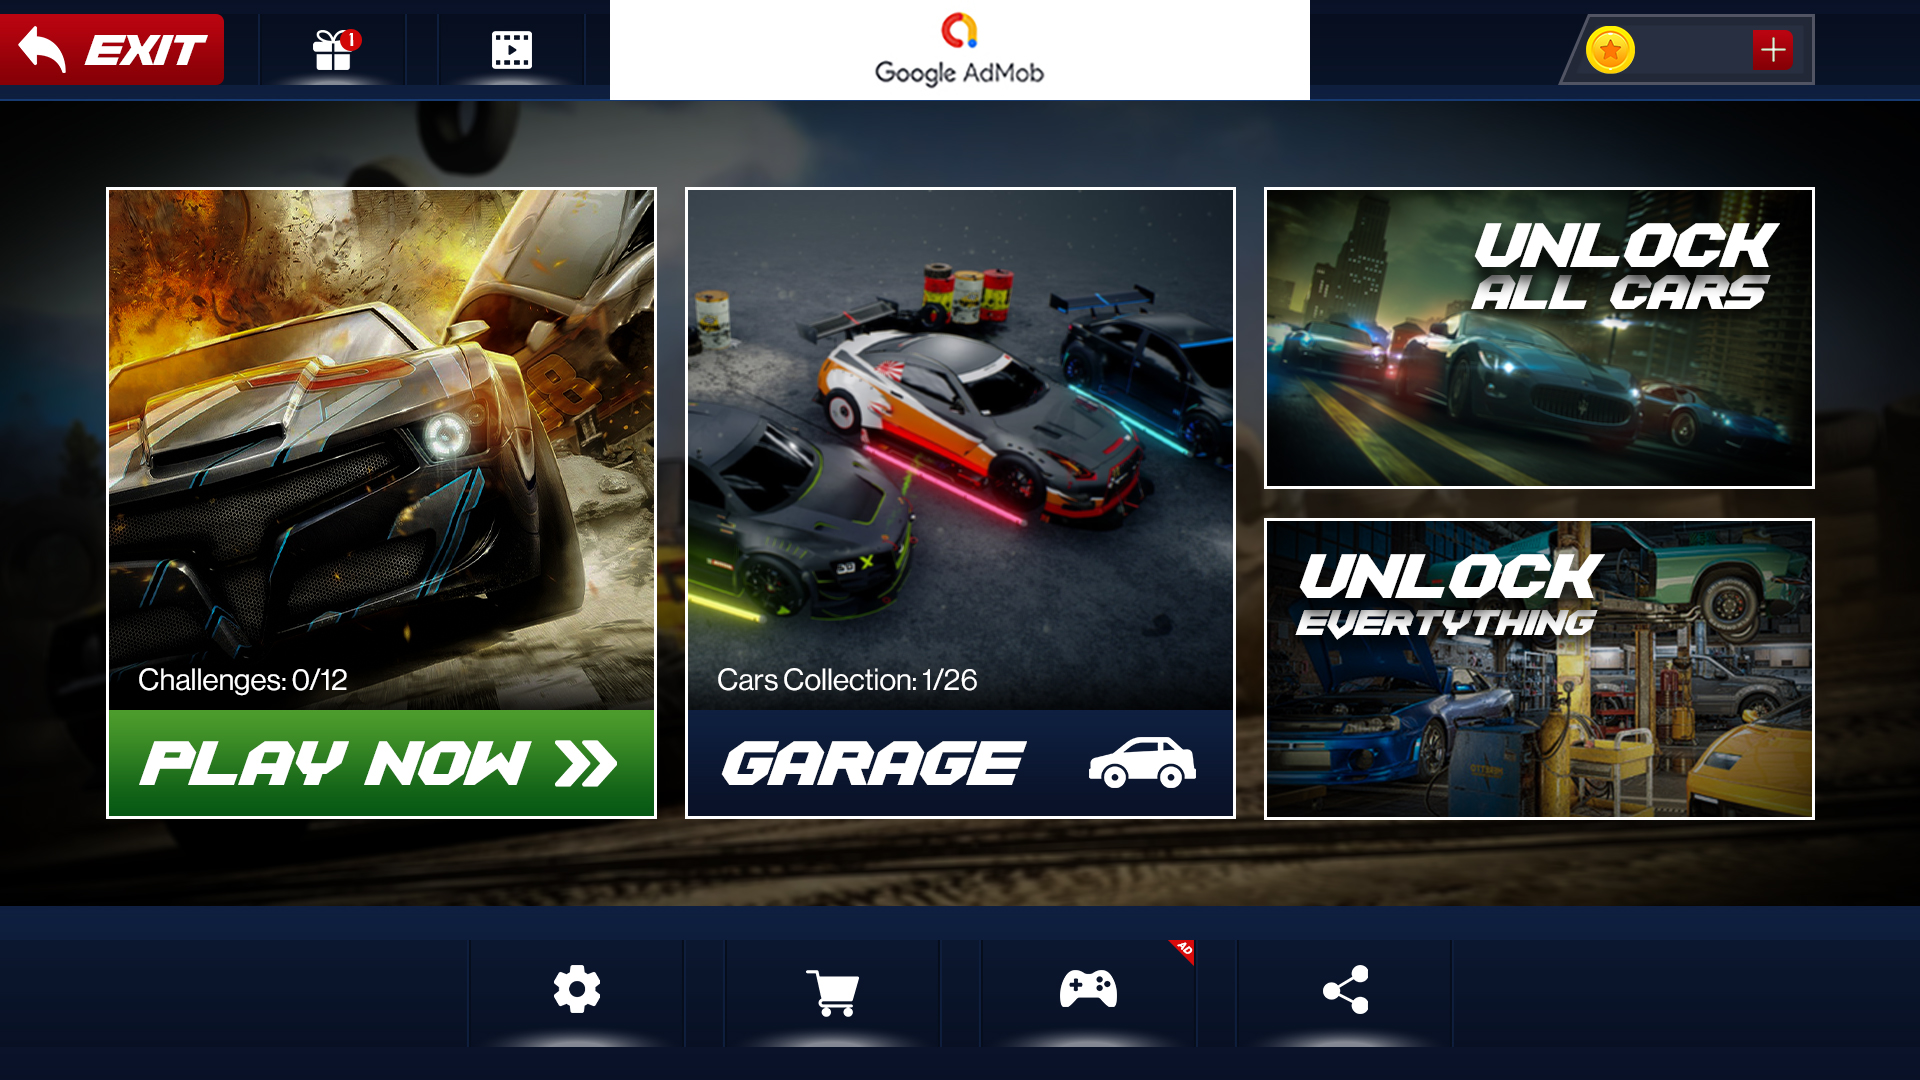 EXIT
1
Google AdMob
UNLOCK
ALL CARS
UNLOCK
EVERTYTHING
Challenges: 0/12
Cars Collection: 1/26
PLAY NOW
GARAGE
AD